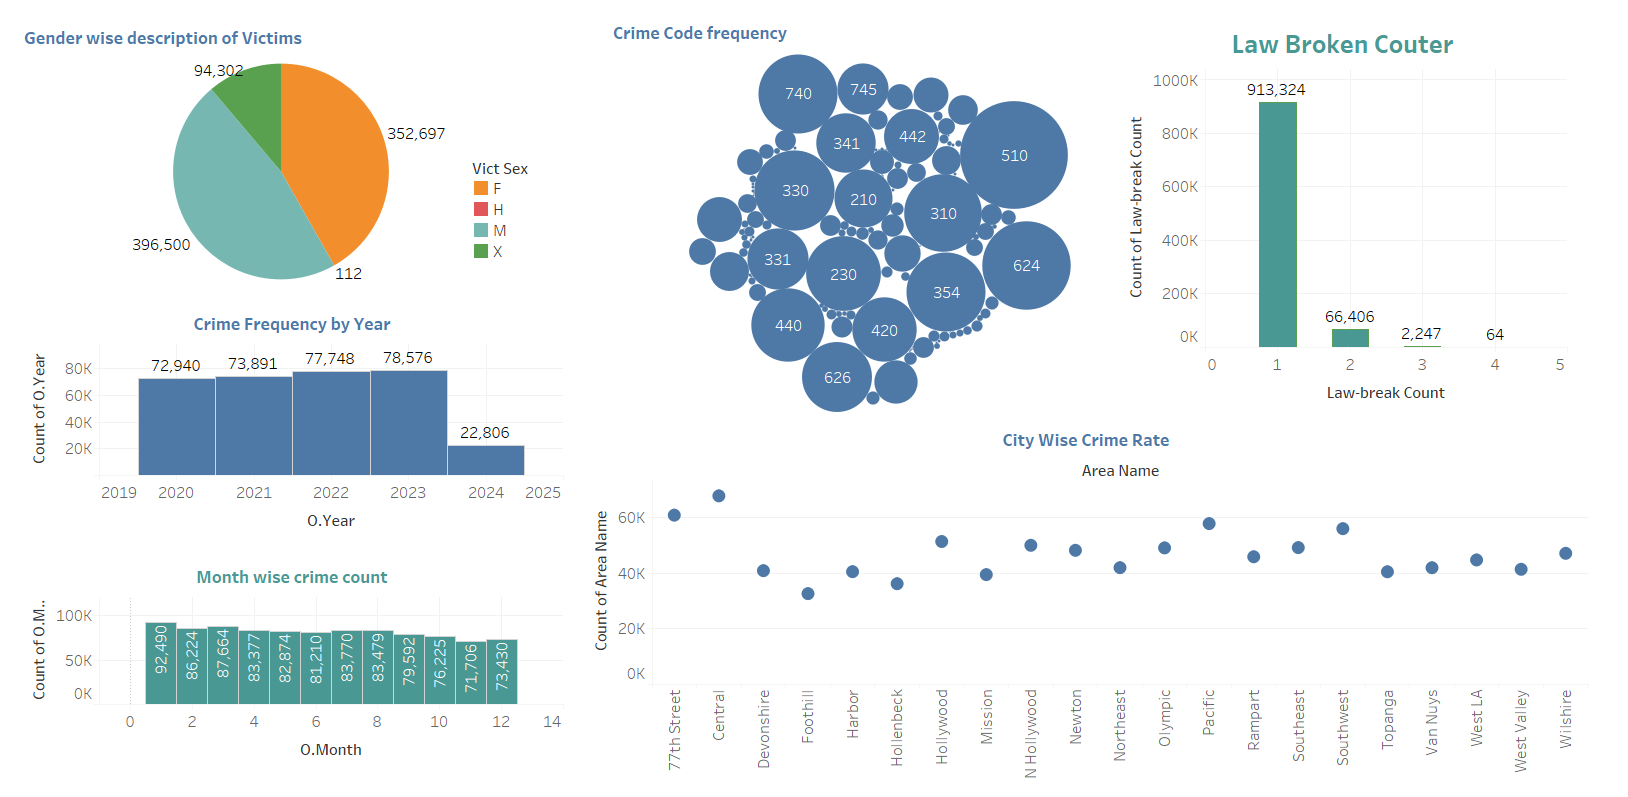 Gender wise description of Victims
94,302
352,697
396,500
112
Vict Sex
F
H
M
X
Crime Frequency by Year
Count of O.Year
80K
60K
40K
20K
72,940
73,891
77,748
78,576
22,806
2019 2020 2021 2022 2023 2024 2025
O.Year
Month wise crime count
Count of O.M..
100K
50K
0K
92,490
86,224
87,664
83,377
82,874
81,210
83,770
83,479
79,592
76,225
71,706
73,430
0 2 4 6 8 10 12 14
O.Month
Crime Code frequency
740
745
341
442
510
330
210
310
331
230
624
354
440
420
626
Law Broken Couter
Count of Law-break Count
1000K
800K
600K
400K
200K
0K
913,324
66,406
2,247
64
0 1 2 3 4 5
Law-break Count
City Wise Crime Rate
Area Name
Count of Area Name
60K
40K
20K
0K
77th Street
Central
Devonshire
Foothill
Harbor
Hollenbeck
Hollywood
Mission
N Hollywood
Newton
Northeast
Olympic
Pacific
Rampart
Southeast
Southwest
Topanga
Van Nuys
West LA
West Valley
Wilshire